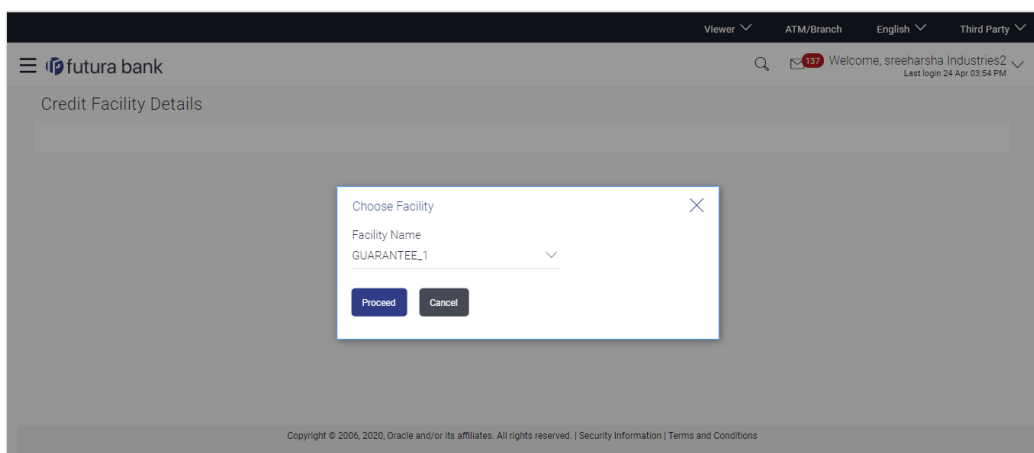 Viewer ATM/Branch English Third Party
futura bank 137 Welcome, sreeharsha Industries2
Last login 24 Apr 03:54 PM
Credit Facility Details
Choose Facility
Facility Name
GUARANTEE_1
Proceed Cancel
Copyright © 2006, 2020, Oracle and/or its affiliates. All rights reserved. | Security Information | Terms and Conditions